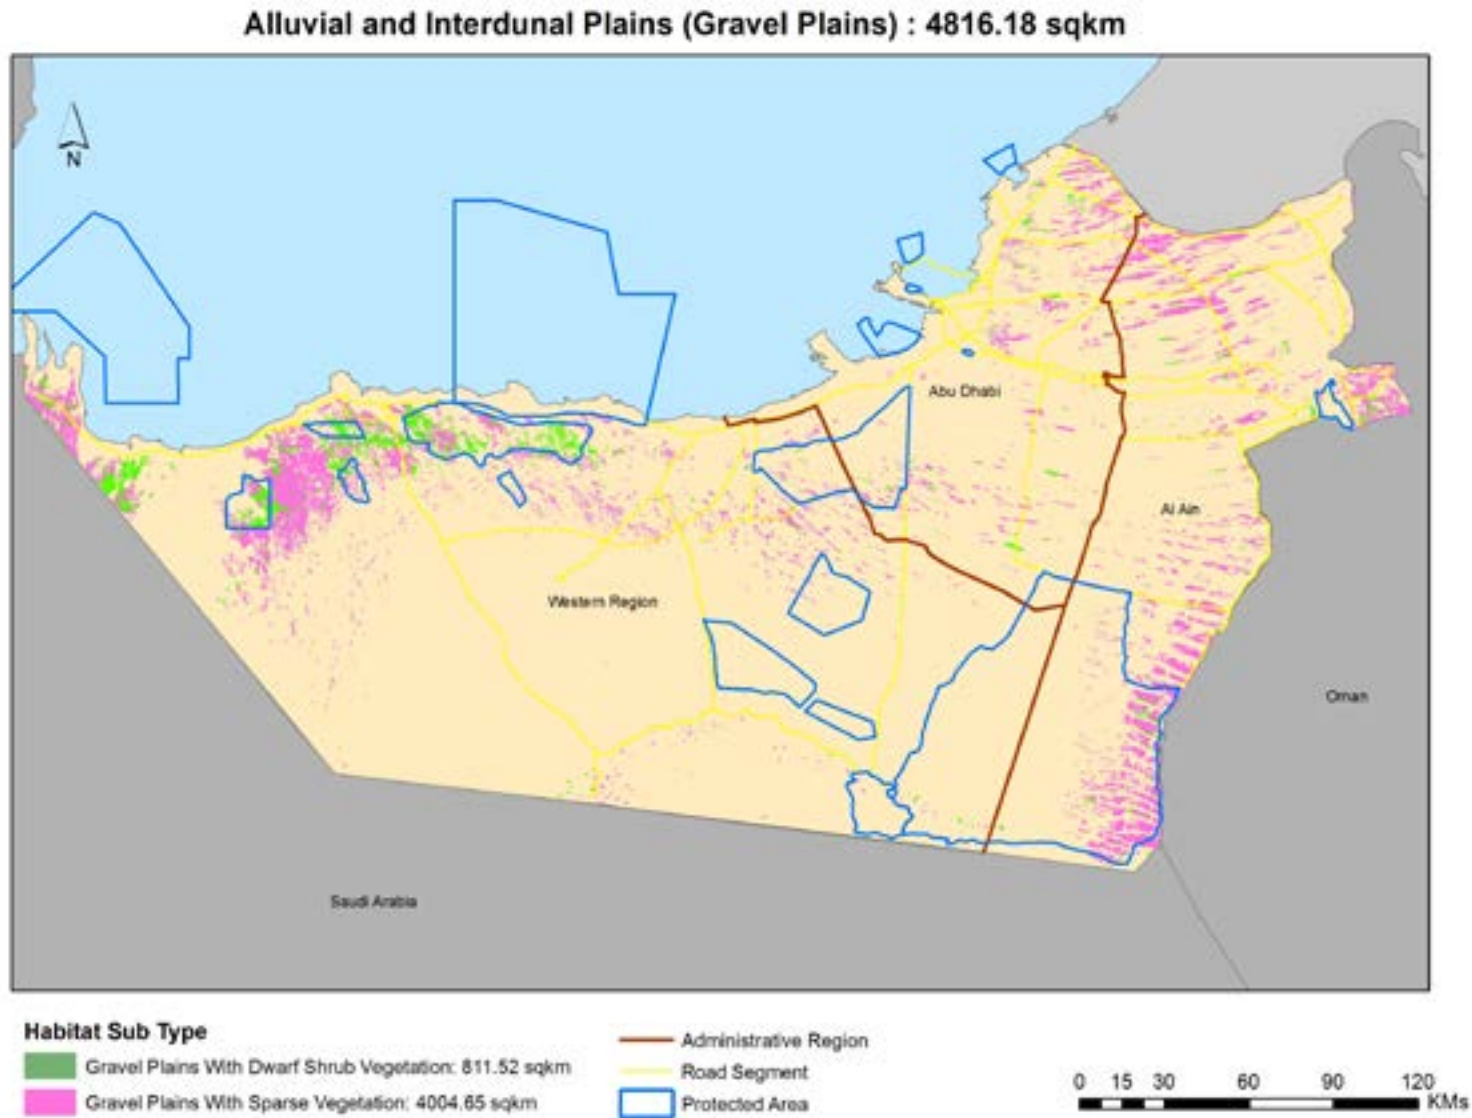 Alluvial and Interdunal Plains (Gravel Plains) : 4816.18 sqkm
N
Abu Dhabi
Al Ain
Western Region
Oman
Saudi Arabia
Habitat Sub Type
Gravel Plains With Dwarf Shrub Vegetation: 811.52 sqkm
Gravel Plains With Sparse Vegetation: 4004.65 sqkm
Administrative Region
Road Segment
Protected Area
0 15 30 60 90 120
KMs